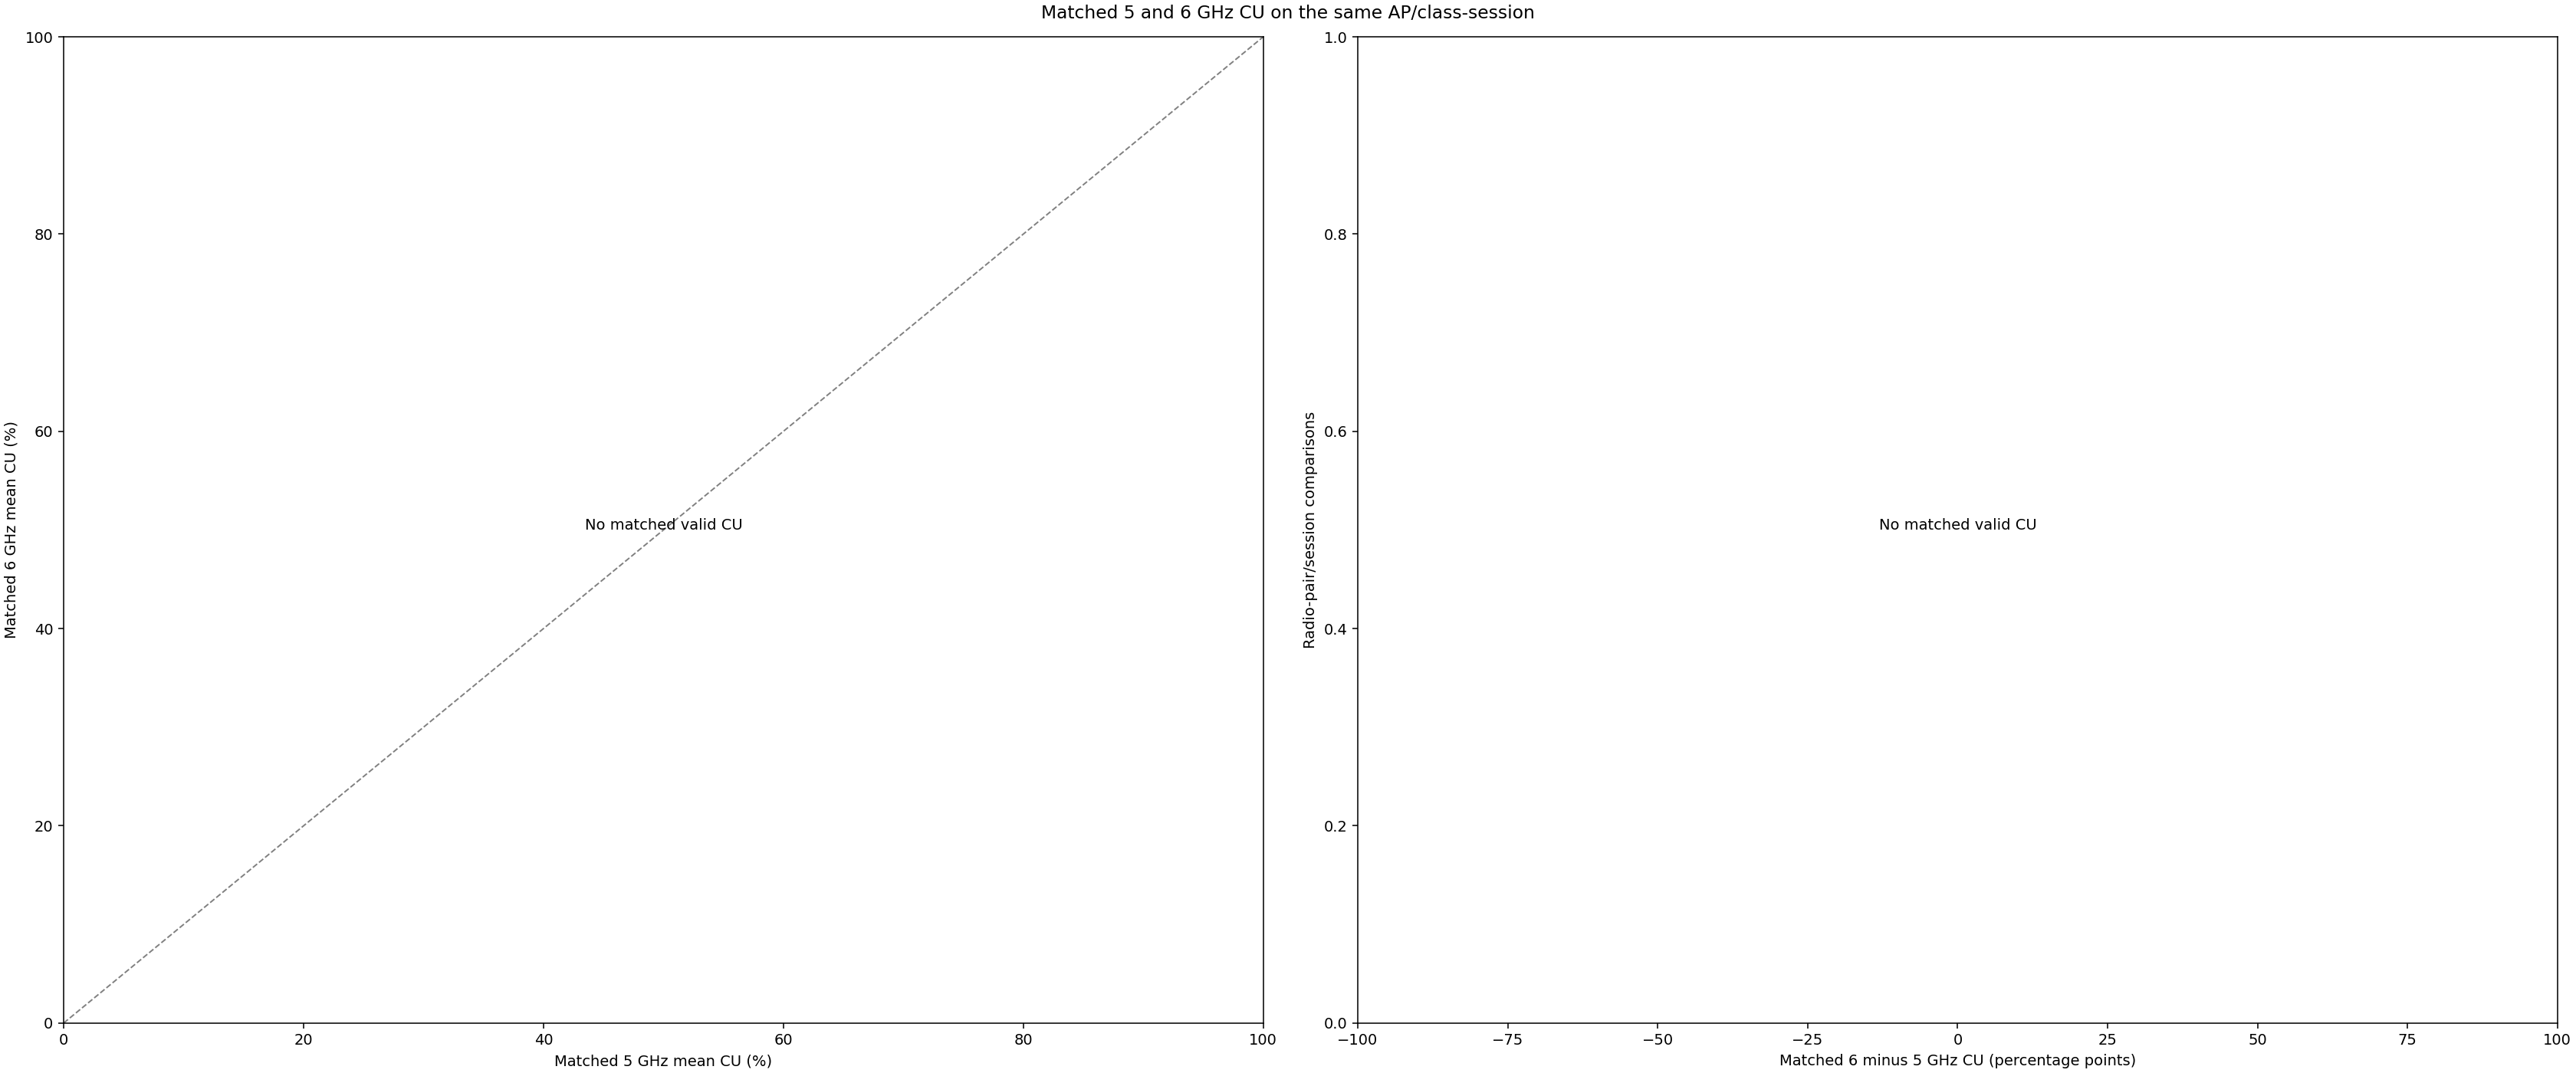 Matched 5 and 6 GHz CU on the same AP/class-session
100
80
60
40
20
0
Matched 6 GHz mean CU (%)
No matched valid CU
0 20 40 60 80 100
Matched 5 GHz mean CU (%)
1.0
0.8
0.6
0.4
0.2
0.0
Radio-pair/session comparisons
No matched valid CU
−100 −75 −50 −25 0 25 50 75 100
Matched 6 minus 5 GHz CU (percentage points)